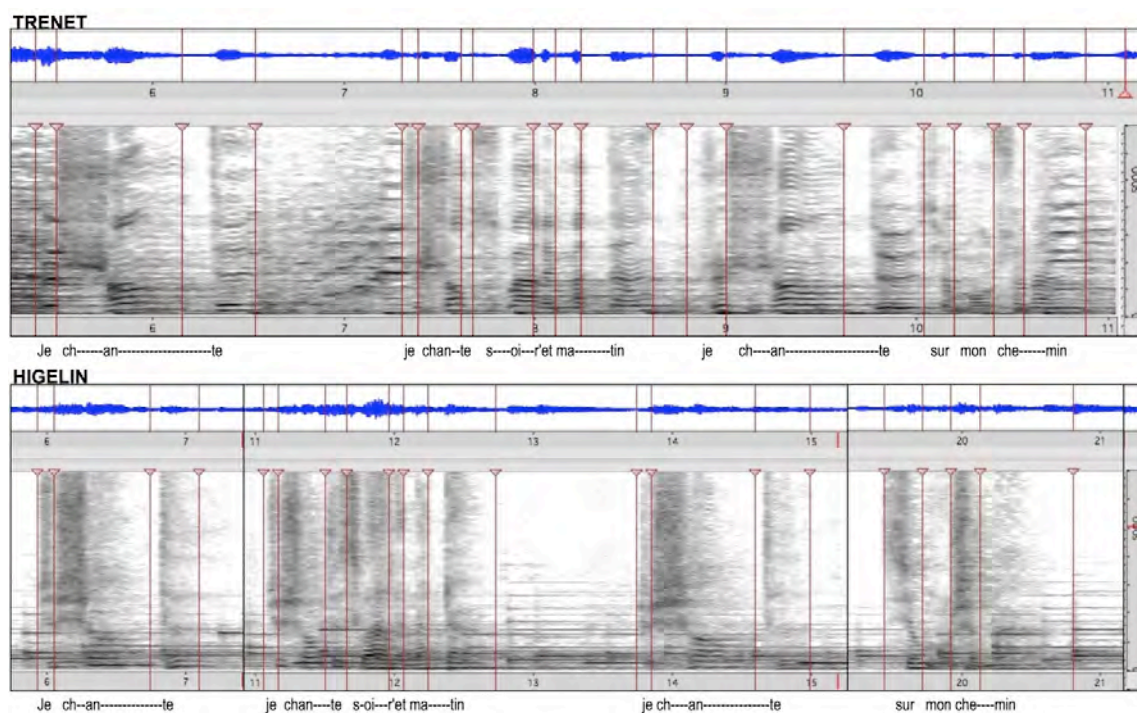 TRENET
6 7 8 9 10 11
6 7 8 9 10 11
Je ch------an---------------------te je chan--te s----oi---r'et ma--------tin je ch---an------------------te sur mon che------min
HIGELIN
6 7 11 12 13 14 15 20 21
6 7 11 12 13 14 15 20 21
Je ch---an-------------te je chan---te s-oi---r'et ma----tin je ch----an------------te sur mon che---min